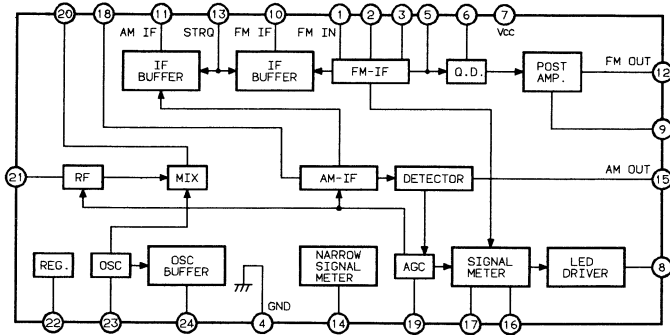 20 18 11 13 10 1 2 3 5 6 7
AM IF STRQ FM IF FM IN Vcc
IF
BUFFER
IF
BUFFER
FM-IF
Q.D.
POST
AMP.
FM OUT
12
9
21
RF
MIX
AM-IF
DETECTOR
AM OUT
15
REG.
OSC
OSC
BUFFER
NARROW
SIGNAL
METER
AGC
SIGNAL
METER
LED
DRIVER
8
GND
22 23 24 4 14 19 17 16